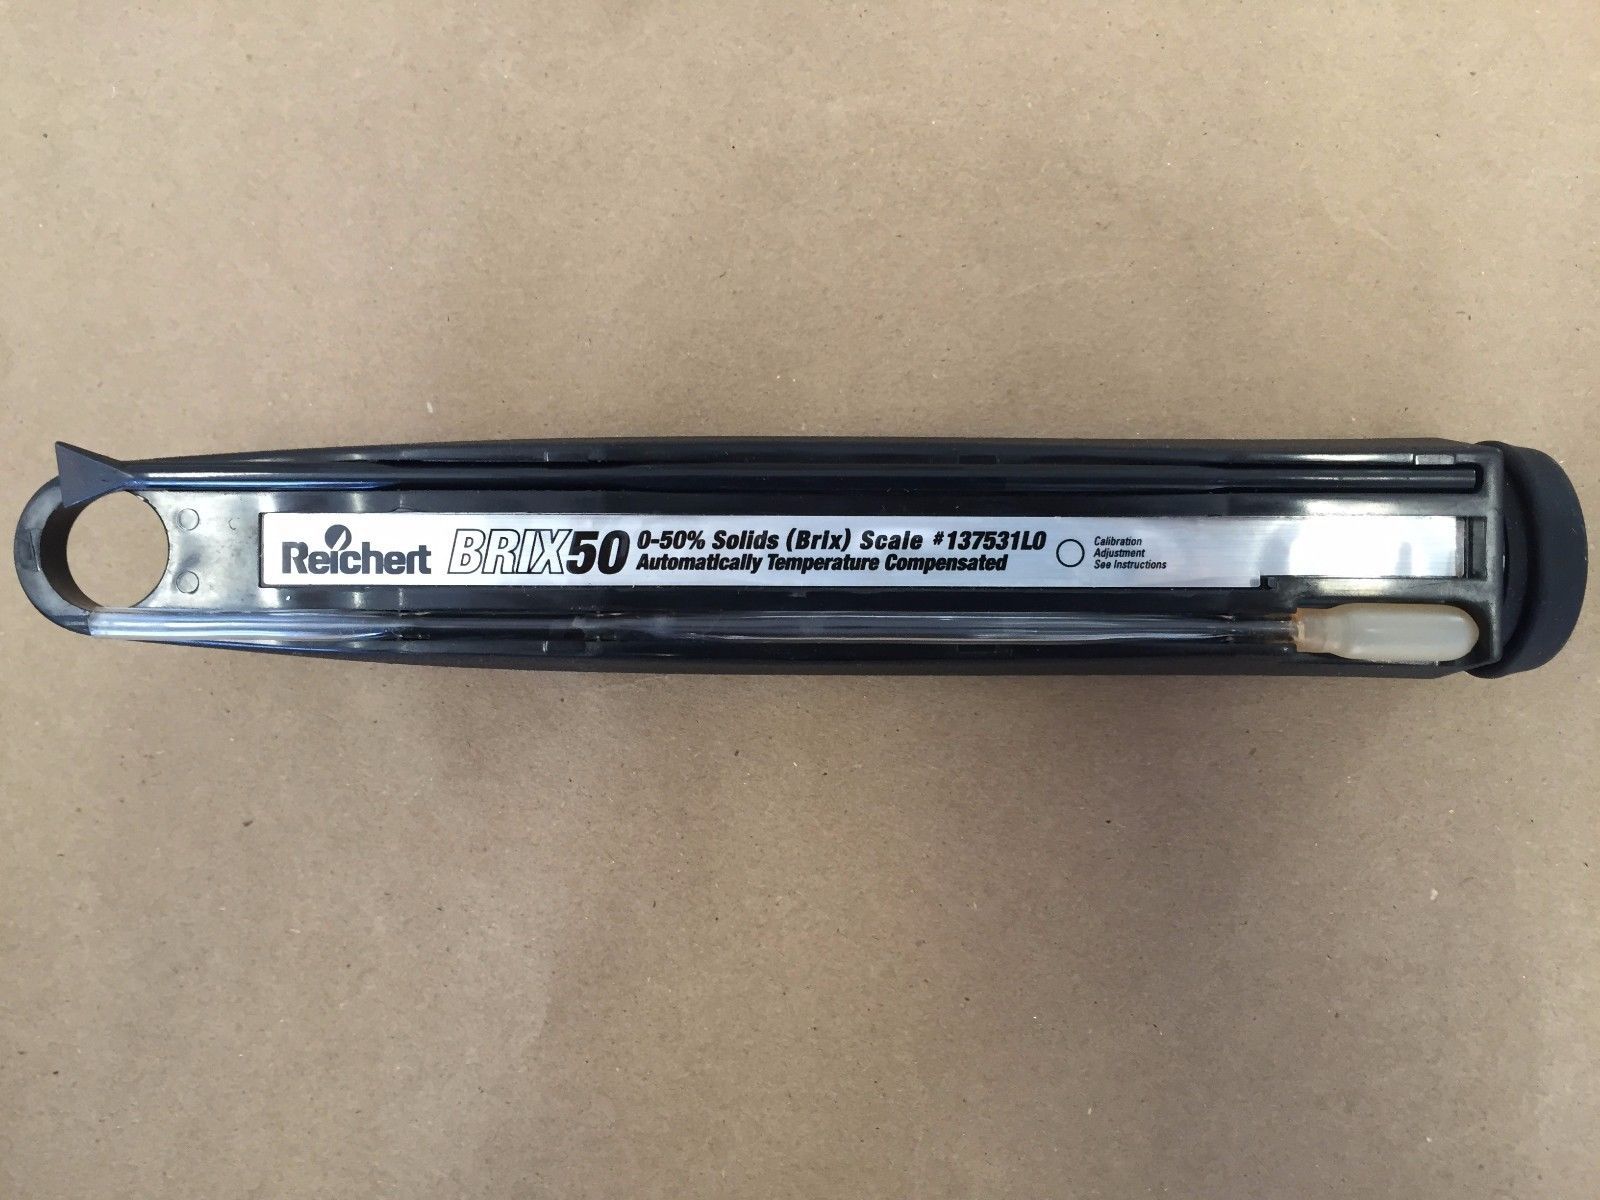 Reichert BRIX50 0-50% Solids (Brix) Scale #137531L0
Automatically Temperature Compensated
Calibration
Adjustment
See Instructions